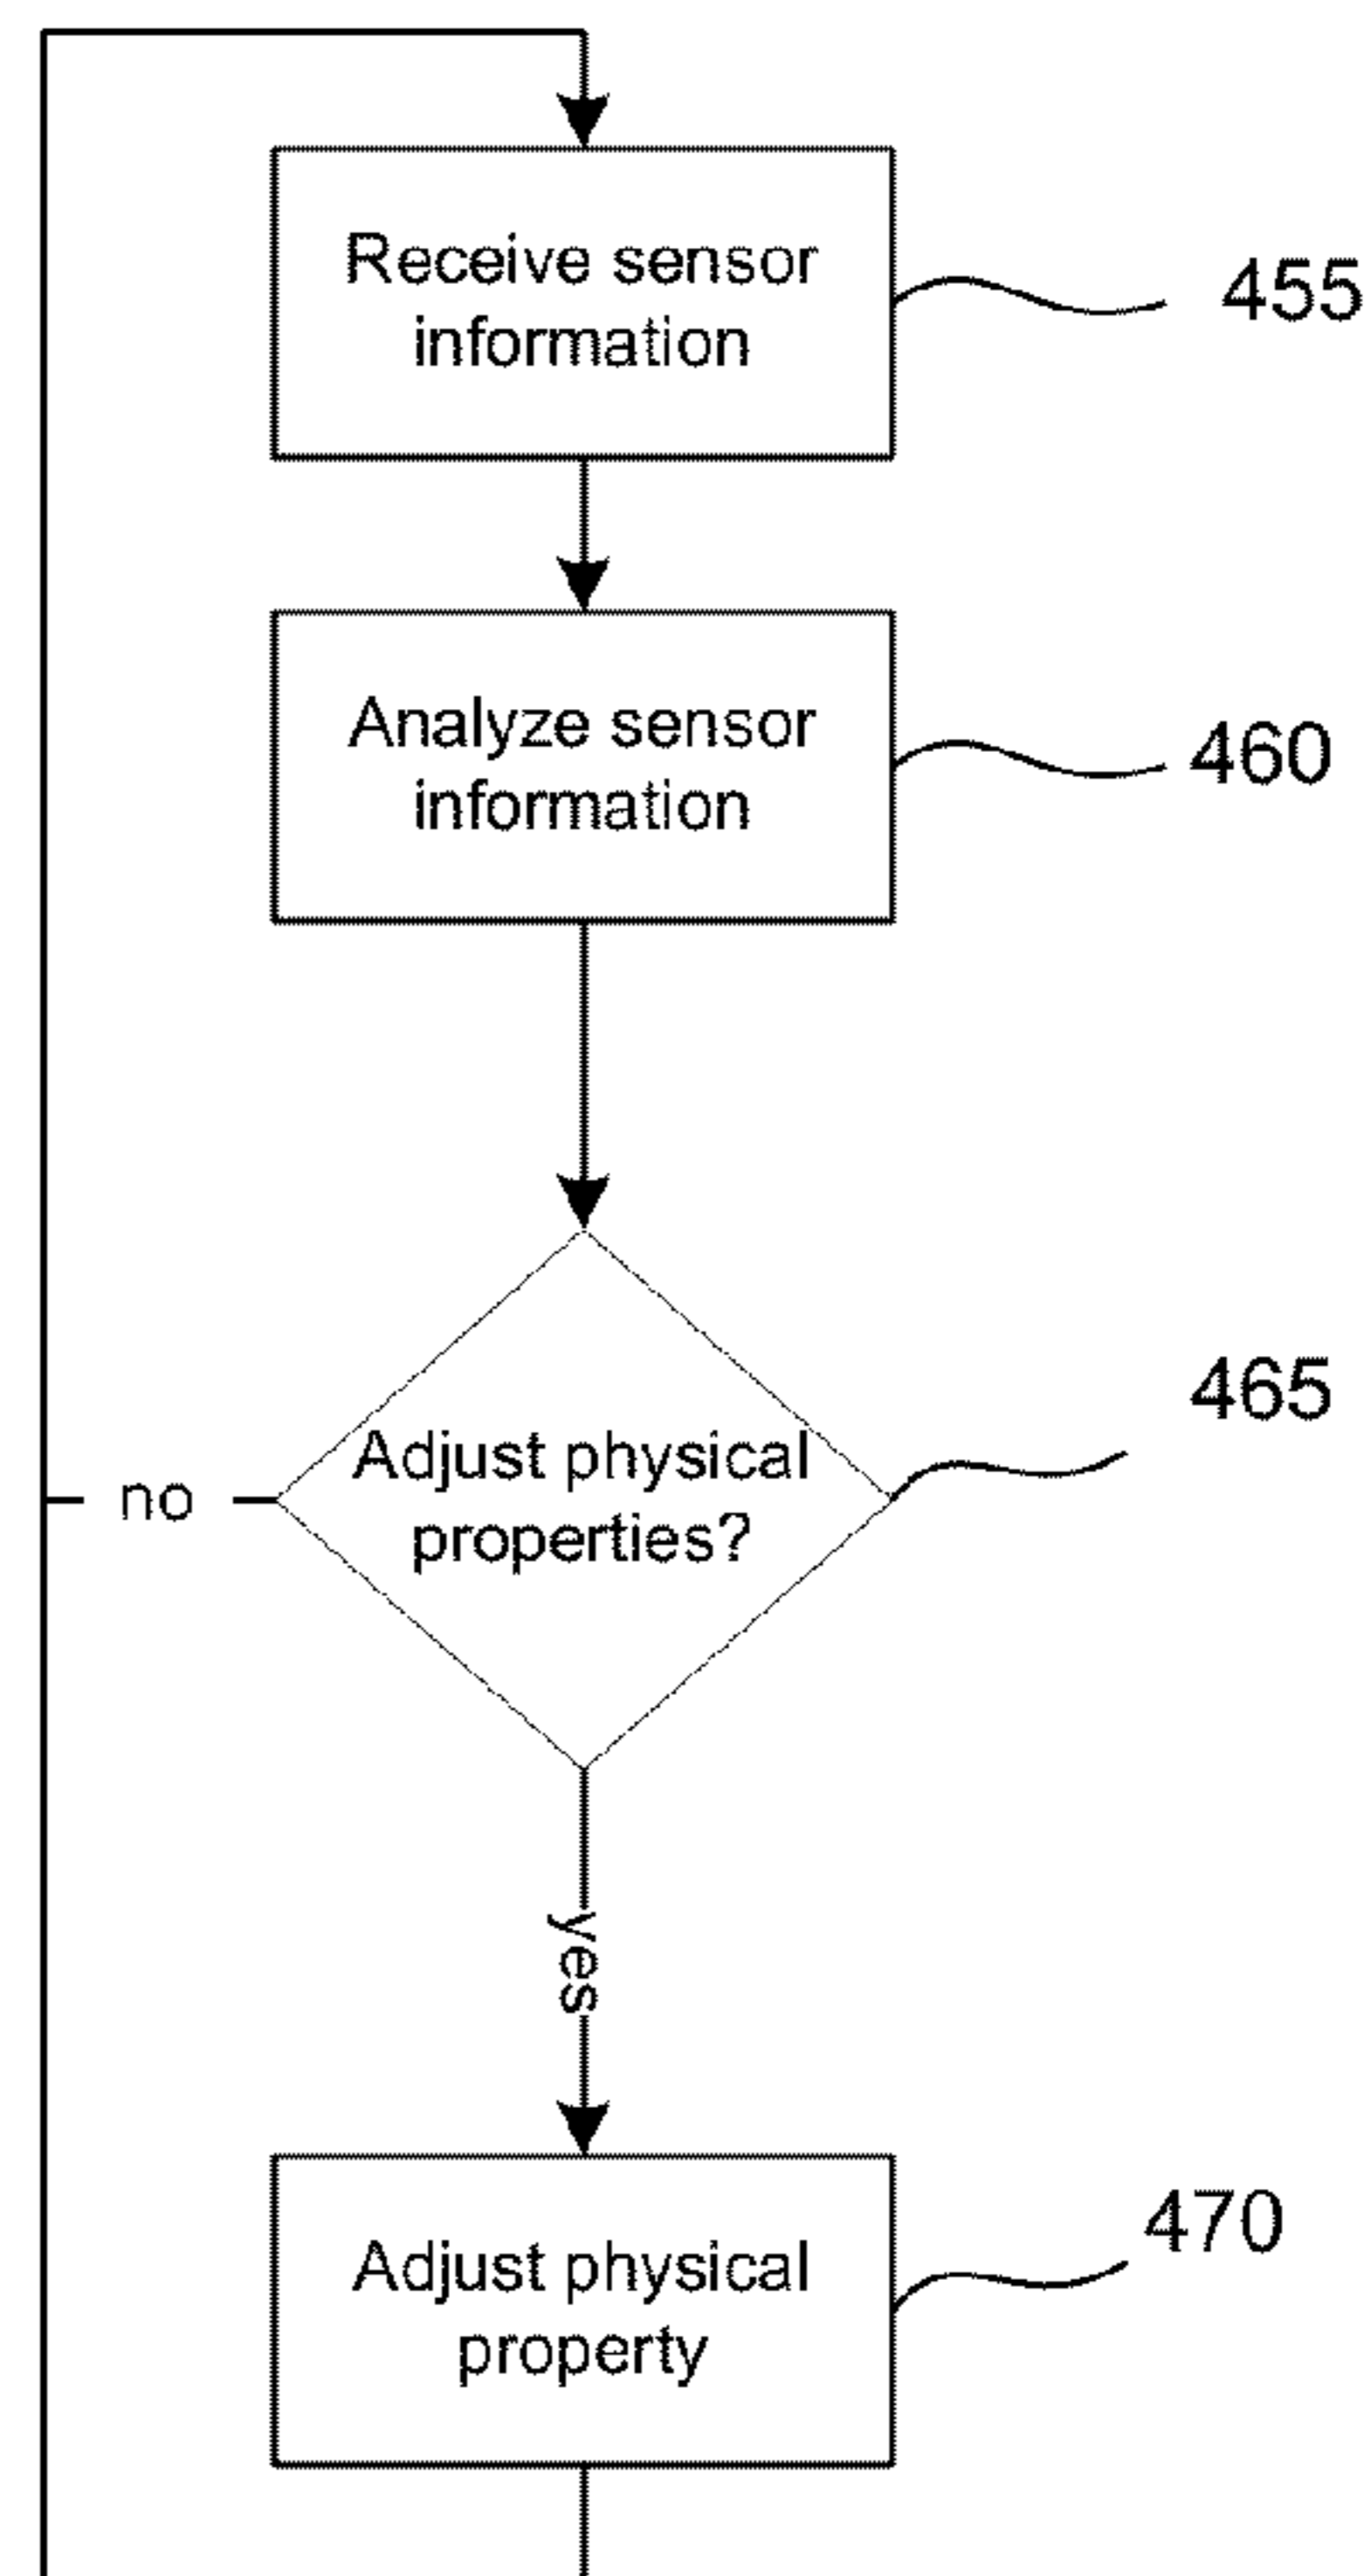 Receive sensor
information
455
Analyze sensor
information
460
Adjust physical
properties?
465
no
yes
Adjust physical
property
470